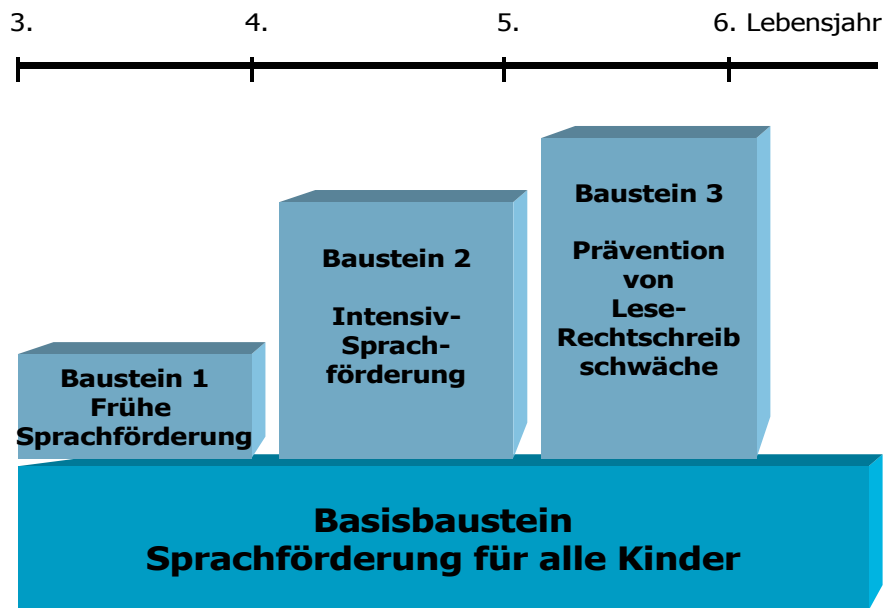 3. 4. 5. 6. Lebensjahr
Baustein 1
Frühe
Sprachförderung
Baustein 2
Intensiv-
Sprach-
förderung
Baustein 3
Prävention
von
Lese-
Rechtschreib
schwäche
Basisbaustein
Sprachförderung für alle Kinder